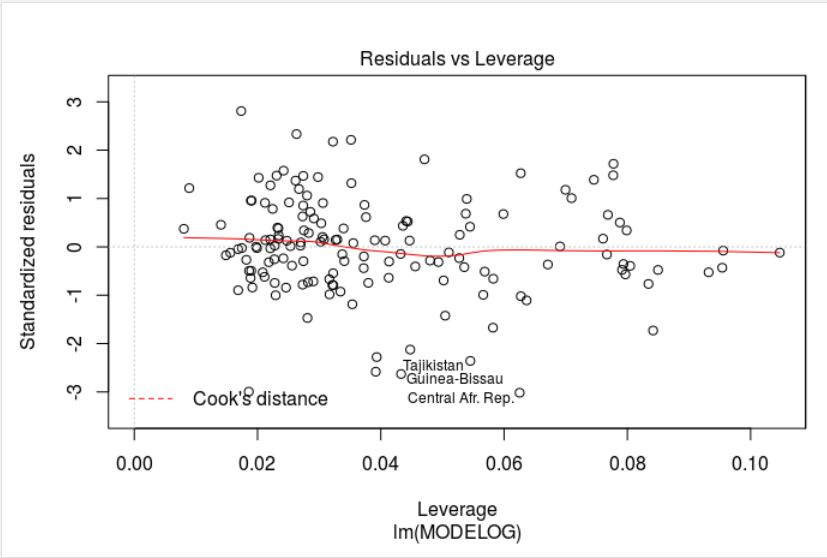 Residuals vs Leverage
Standardized residuals
3
2
1
0
-1
-2
-3
Tajikistan
Guinea-Bissau
Central Afr. Rep.
Cook's distance
0.00 0.02 0.04 0.06 0.08 0.10
Leverage
lm(MODELOG)